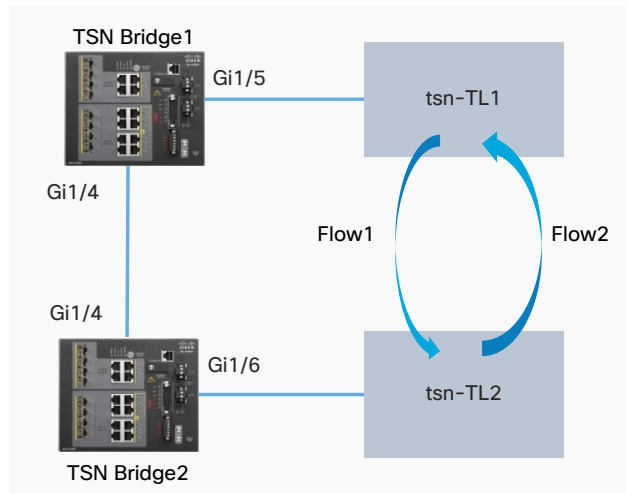 TSN Bridge1
Gi1/5
tsn-TL1
Gi1/4
Flow1
Flow2
Gi1/4
Gi1/6
tsn-TL2
TSN Bridge2